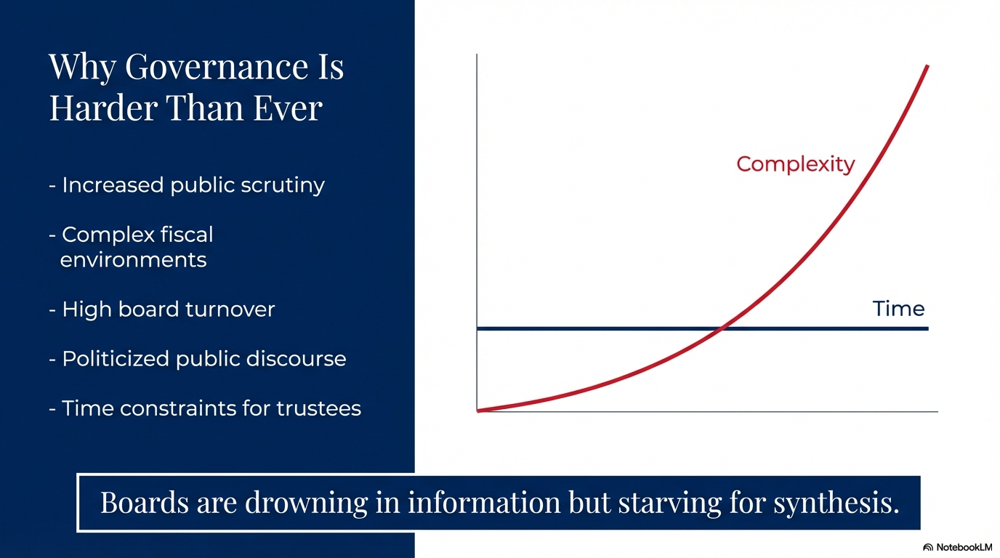 Why Governance Is
Harder Than Ever
- Increased public scrutiny
- Complex fiscal
environments
- High board turnover
- Politicized public discourse
- Time constraints for trustees
Complexity
Time
Boards are drowning in information but starving for synthesis.
NotebookLM